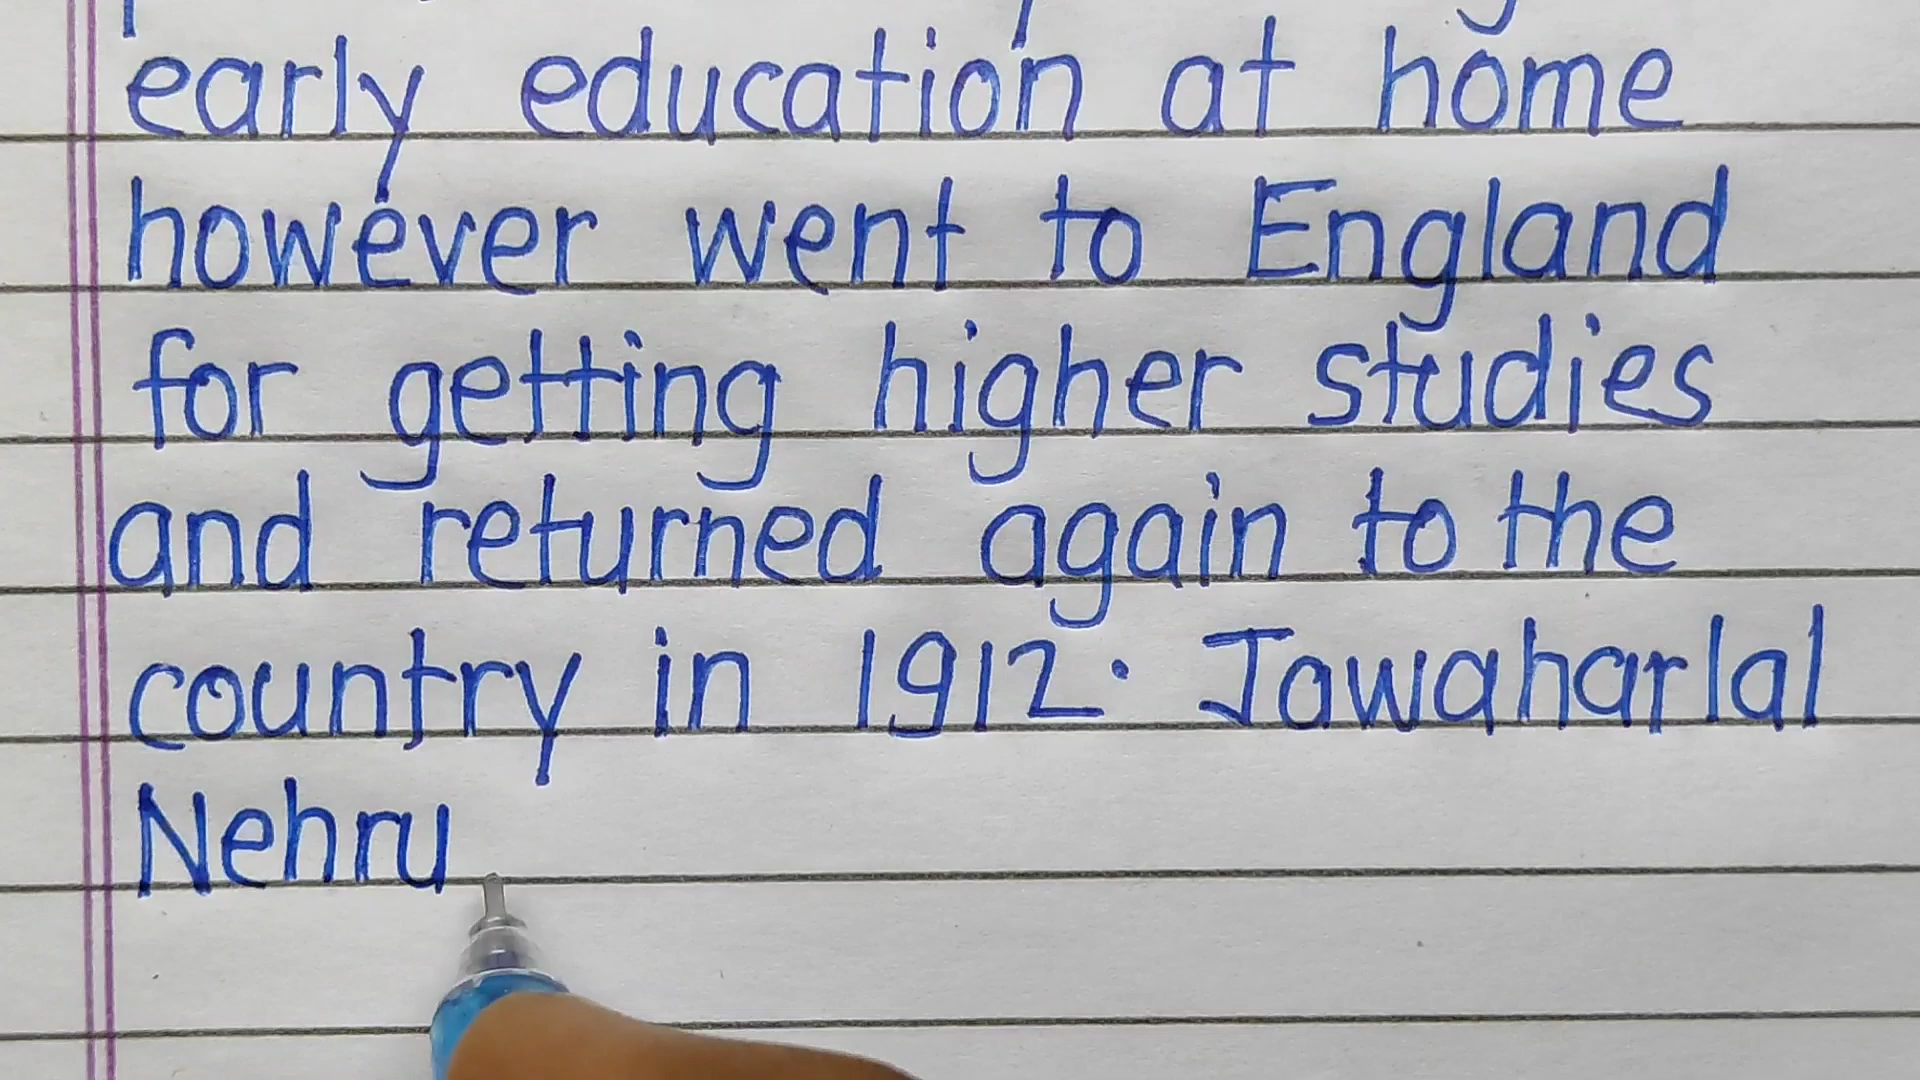 early education at home
however went to England
for getting higher studies
and returned again to the
country in 1912. Jawaharlal
Nehru